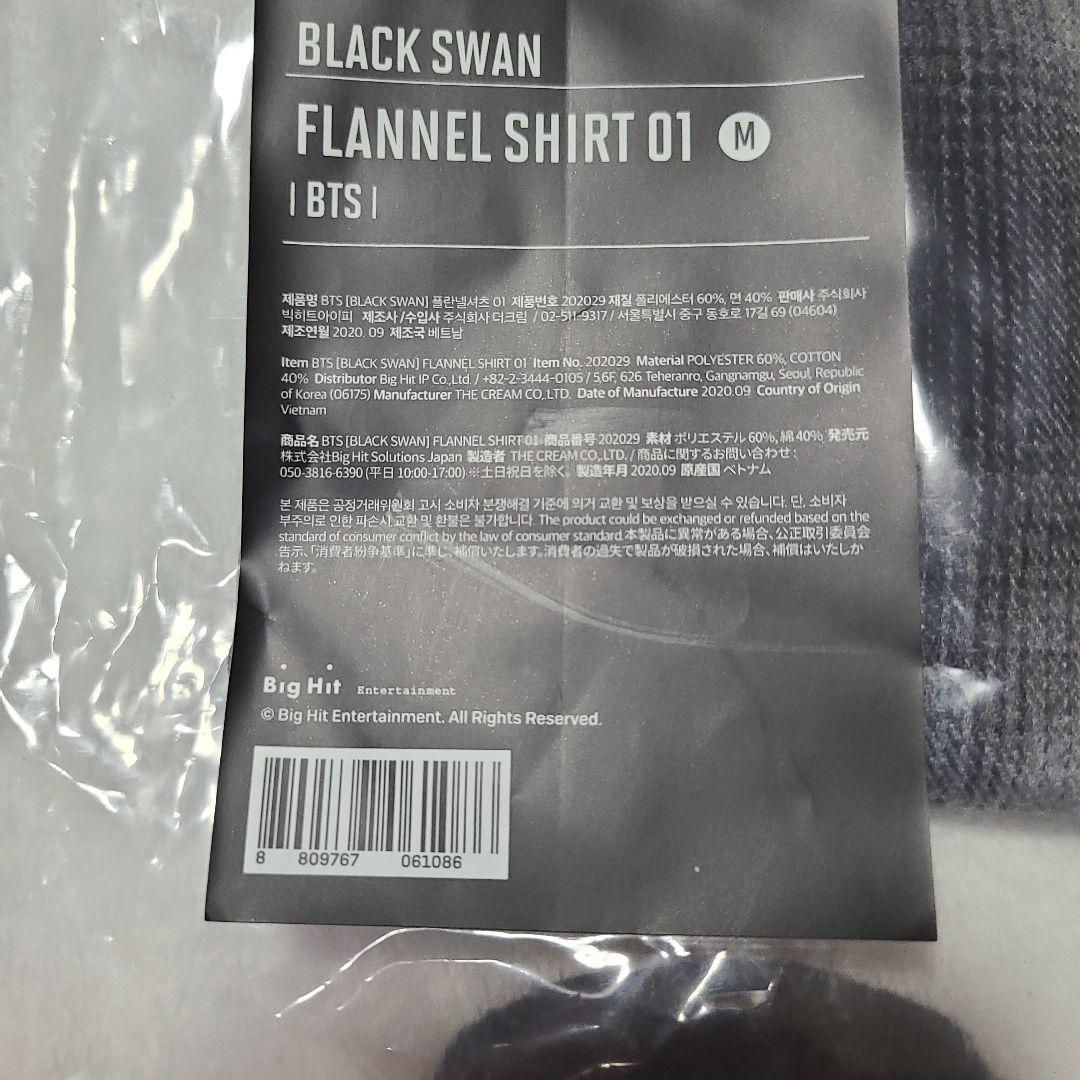 BLACK SWAN
FLANNEL SHIRT 01 M
| BTS |
제품명 BTS [BLACK SWAN] 플란넬셔츠 01 제품번호 202029 재질 폴리에스터 60%, 면 40% 판매사 주식회사
빅히트아이피 제조사/수입사 주식회사 더크림 / 02-511-9317 / 서울특별시 중구 동호로 17길 69 (04604)
제조연월 2020. 09 제조국 베트남
Item BTS [BLACK SWAN] FLANNEL SHIRT 01 Item No. 202029 Material POLYESTER 60%, COTTON
40% Distributor Big Hit IP Co.,Ltd. / +82-2-3444-0105 / 5,6F, 626 Teheranro, Gangnamgu, Seoul, Republic
of Korea (06175) Manufacturer THE CREAM CO.,LTD. Date of Manufacture 2020.09 Country of Origin
Vietnam
商品名 BTS [BLACK SWAN] FLANNEL SHIRT 01 商品番号 202029 素材 ポリエステル 60%, 綿 40% 発売元
株式会社Big Hit Solutions Japan 製造者 THE CREAM CO.,LTD. / 商品に関するお問い合わせ :
050-3816-6390 (平日 10:00-17:00) ※土日祝日を除く。 製造年月 2020.09 原産国 ベトナム
본 제품은 공정거래위원회 고시 소비자 분쟁해결 기준에 의거 교환 및 보상을 받으실 수 있습니다. 단, 소비자
부주의로 인한 파손시 교환 및 환불은 불가합니다. The product could be exchanged or refunded based on the
standard of consumer conflict by the law of consumer standard 本製品に異常がある場合、公正取引委員会
告示、「消費者紛争基準」に準じ、補償いたします。消費者の過失で製品が破損された場合、補償はいたしか
ねます。
Big Hit Entertainment
© Big Hit Entertainment. All Rights Reserved.
8 809767 061086